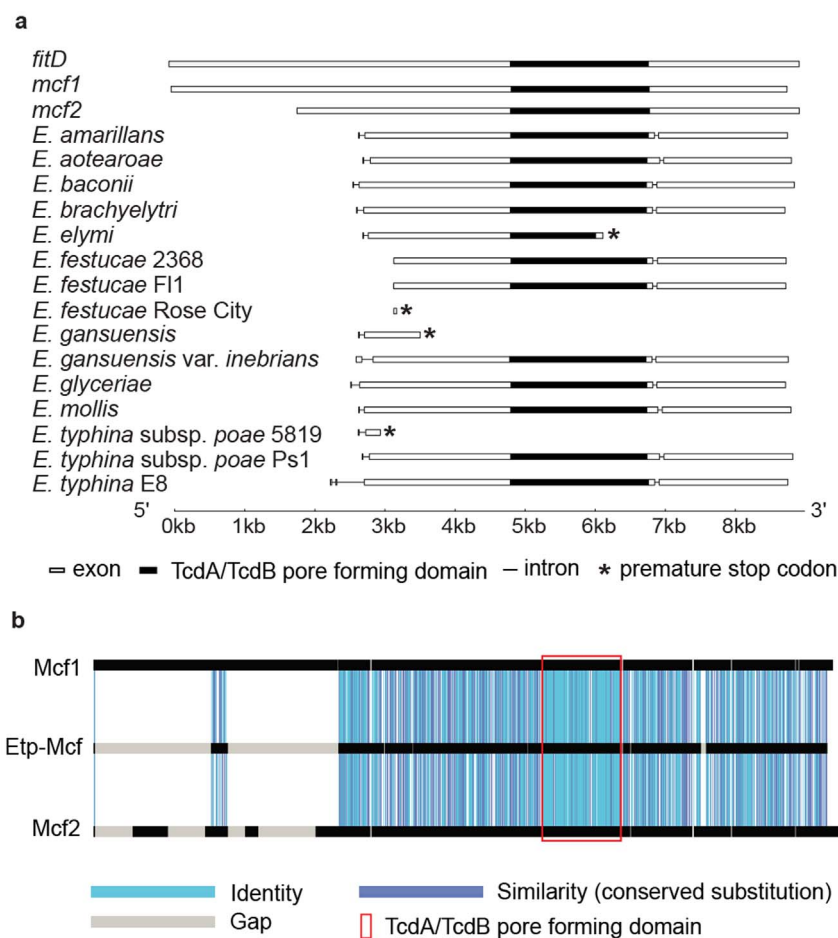 a
fitD
mcf1
mcf2
E. amarillans
E. aotearoae
E. baconii
E. brachyelytri
E. elymi *
E. festucae 2368
E. festucae Fl1
E. festucae Rose City *
E. gansuensis *
E. gansuensis var. inebrians
E. glyceriae
E. mollis
E. typhina subsp. poae 5819 *
E. typhina subsp. poae Ps1
E. typhina E8
5' 3'
0kb 1kb 2kb 3kb 4kb 5kb 6kb 7kb 8kb
exon TcdA/TcdB pore forming domain intron * premature stop codon
b
Mcf1
Etp-Mcf
Mcf2
Identity Similarity (conserved substitution)
Gap TcdA/TcdB pore forming domain